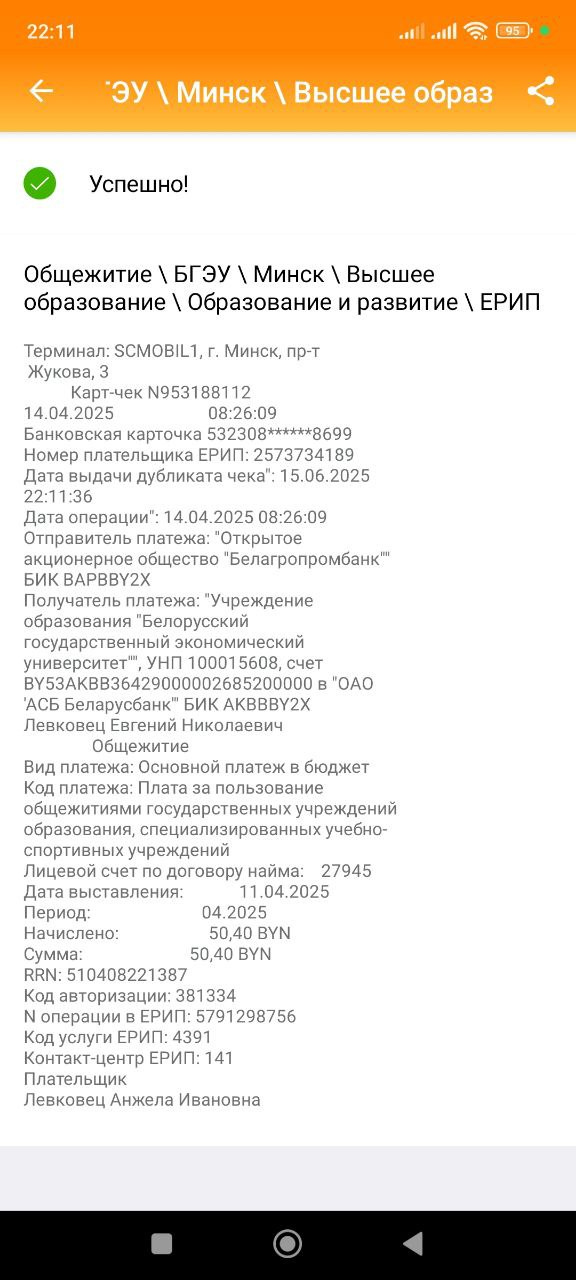 22:11
95
ЭУ \ Минск \ Высшее образ
Успешно!
Общежитие \ БГЭУ \ Минск \ Высшее
образование \ Образование и развитие \ ЕРИП
Терминал: SCMOBIL1, г. Минск, пр-т
Жукова, 3
Карт-чек N953188112
14.04.2025 08:26:09
Банковская карточка 532308******8699
Номер плательщика ЕРИП: 2573734189
Дата выдачи дубликата чека": 15.06.2025
22:11:36
Дата операции": 14.04.2025 08:26:09
Отправитель платежа: "Открытое
акционерное общество "Белагропромбанк""
БИК BAPBBY2X
Получатель платежа: "Учреждение
образования "Белорусский
государственный экономический
университет"", УНП 100015608, счет
BY53AKBB36429000002685200000 в "ОАО
'АСБ Беларусбанк'" БИК AKBBBY2X
Левковец Евгений Николаевич
Общежитие
Вид платежа: Основной платеж в бюджет
Код платежа: Плата за пользование
общежитиями государственных учреждений
образования, специализированных учебно-
спортивных учреждений
Лицевой счет по договору найма: 27945
Дата выставления: 11.04.2025
Период: 04.2025
Начислено: 50,40 BYN
Сумма: 50,40 BYN
RRN: 510408221387
Код авторизации: 381334
N операции в ЕРИП: 5791298756
Код услуги ЕРИП: 4391
Контакт-центр ЕРИП: 141
Плательщик
Левковец Анжела Ивановна